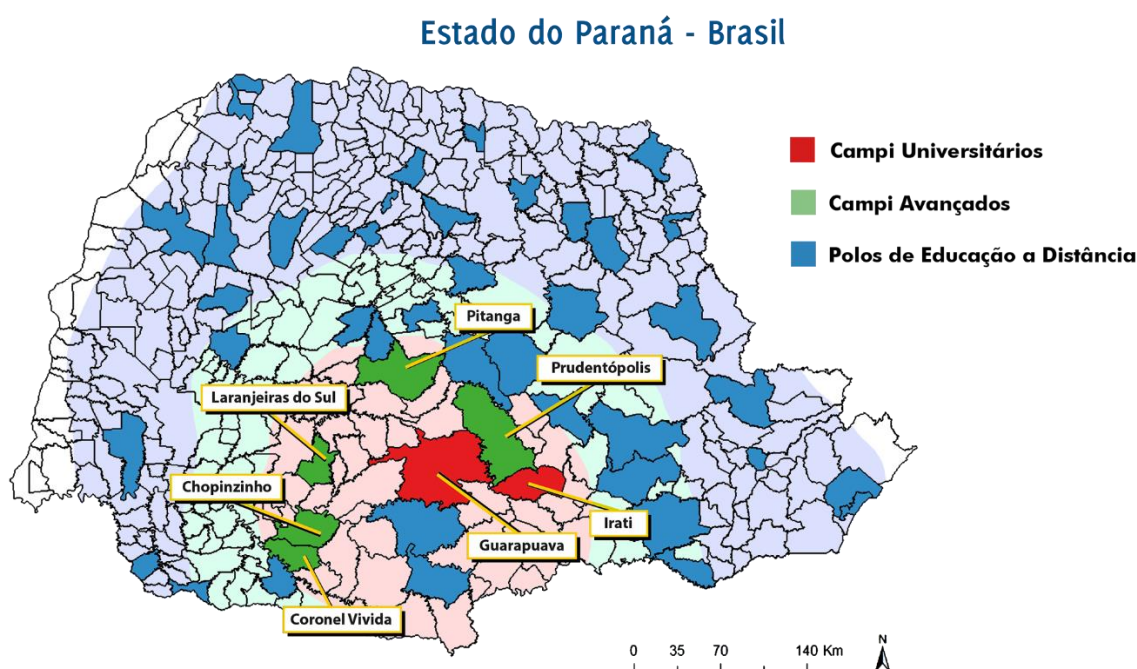 Estado do Paraná - Brasil
Campi Universitários
Campi Avançados
Polos de Educação a Distância
Pitanga
Prudentópolis
Laranjeiras do Sul
Chopinzinho
Irati
Guarapuava
Coronel Vivida
0 35 70 140 Km
N